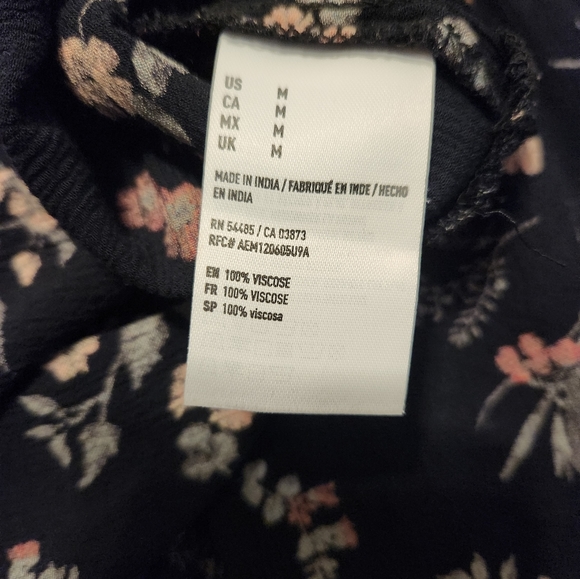 US M
CA M
MX M
UK M
MADE IN INDIA / FABRIQUÉ EN INDE / HECHO
EN INDIA
RN 54485 / CA 03873
RFC# AEM120605U9A
EN 100% VISCOSE
FR 100% VISCOSE
SP 100% viscosa